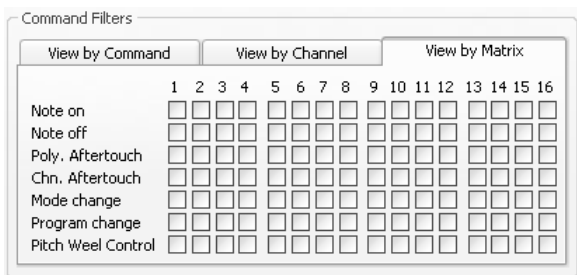 Command Filters
View by Command View by Channel View by Matrix
1 2 3 4 5 6 7 8 9 10 11 12 13 14 15 16
Note on
Note off
Poly. Aftertouch
Chn. Aftertouch
Mode change
Program change
Pitch Weel Control